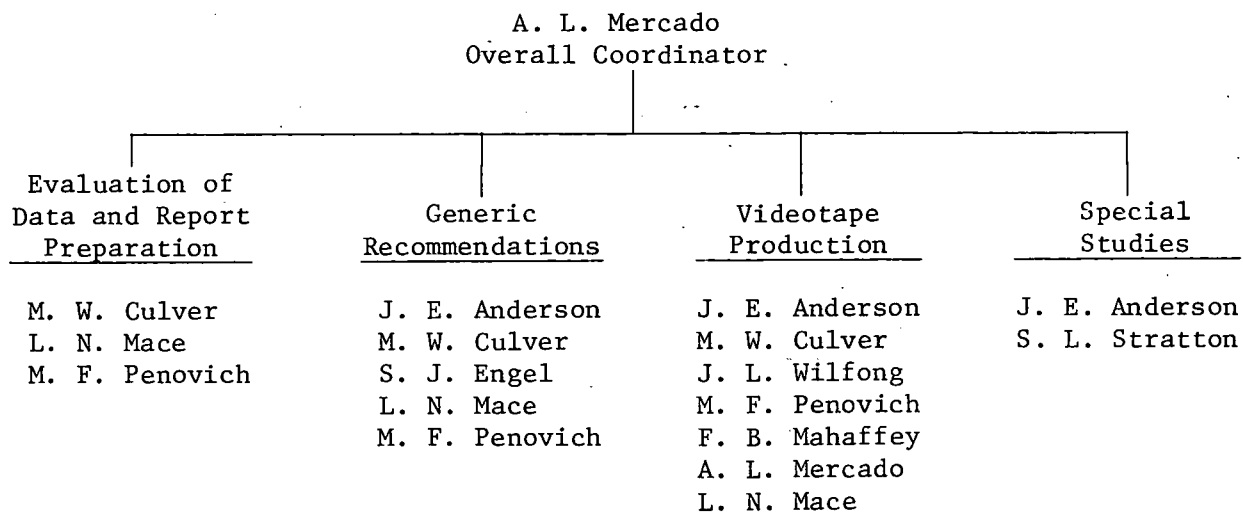 A. L. Mercado
Overall Coordinator
Evaluation of
Data and Report
Preparation
M. W. Culver
L. N. Mace
M. F. Penovich
Generic
Recommendations
J. E. Anderson
M. W. Culver
S. J. Engel
L. N. Mace
M. F. Penovich
Videotape
Production
J. E. Anderson
M. W. Culver
J. L. Wilfong
M. F. Penovich
F. B. Mahaffey
A. L. Mercado
L. N. Mace
Special
Studies
J. E. Anderson
S. L. Stratton